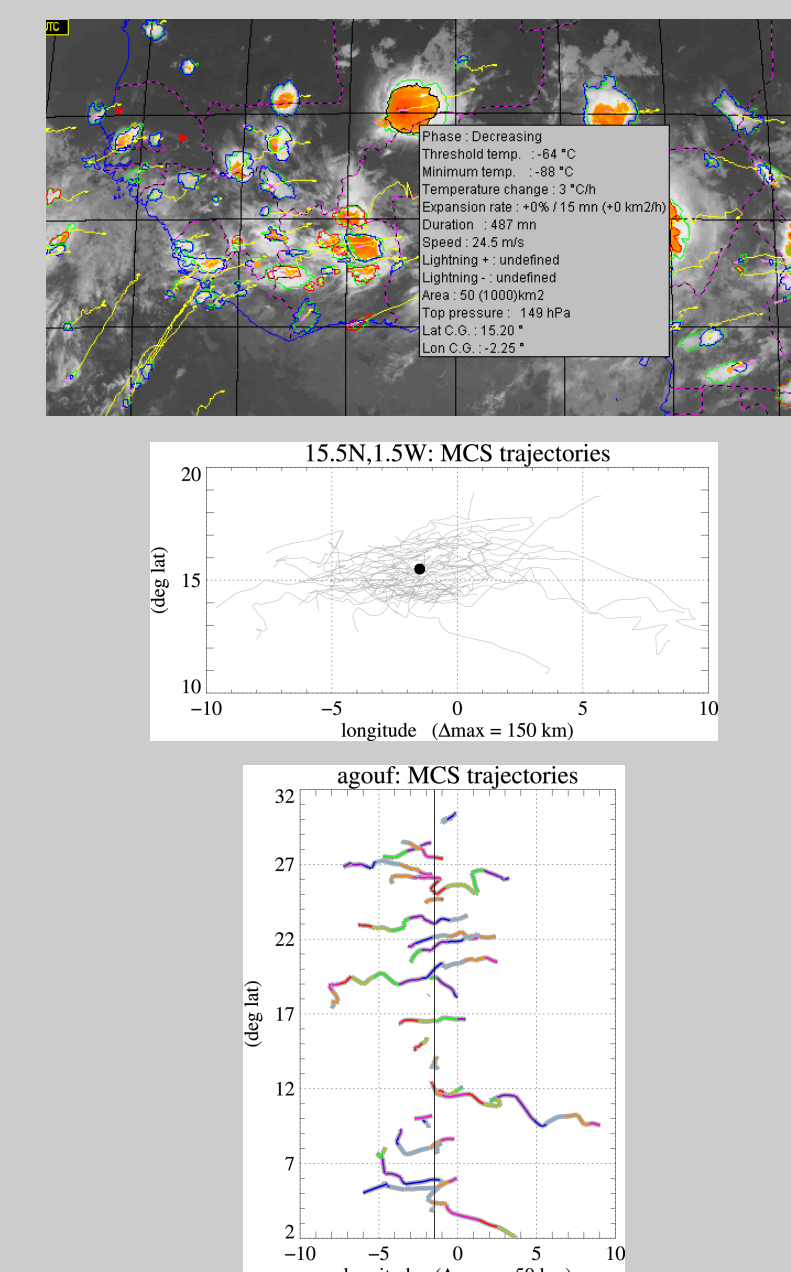 UTC
Phase : Decreasing
Threshold temp. : -64 °C
Minimum temp. : -88 °C
Temperature change : 3 °C/h
Expansion rate : +0% / 15 mn (+0 km2/h)
Duration : 487 mn
Speed : 24.5 m/s
Lightning + : undefined
Lightning - : undefined
Area : 50 (1000)km2
Top pressure : 149 hPa
Lat C.G. : 15.20 °
Lon C.G. : -2.25 °
15.5N,1.5W: MCS trajectories
20
15
10
(deg lat)
−10 −5 0 5 10
longitude (Δmax = 150 km)
agouf: MCS trajectories
32
27
22
17
12
7
2
(deg lat)
−10 −5 0 5 10